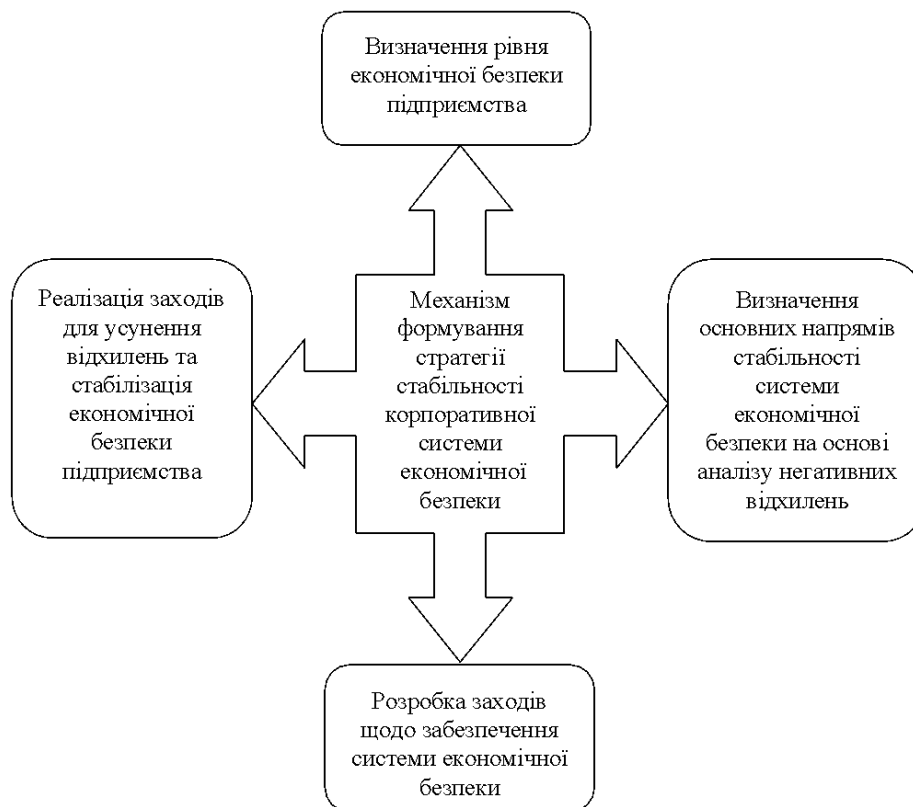 Визначення рівня
економічної безпеки
підприємства
Реалізація заходів
для усунення
відхилень та
стабілізація
економічної
безпеки
підприємства
Механізм
формування
стратегії
стабільності
корпоративної
системи
економічної
безпеки
Визначення
основних напрямів
стабільності
системи
економічної
безпеки на основі
аналізу негативних
відхилень
Розробка заходів
щодо забезпечення
системи економічної
безпеки